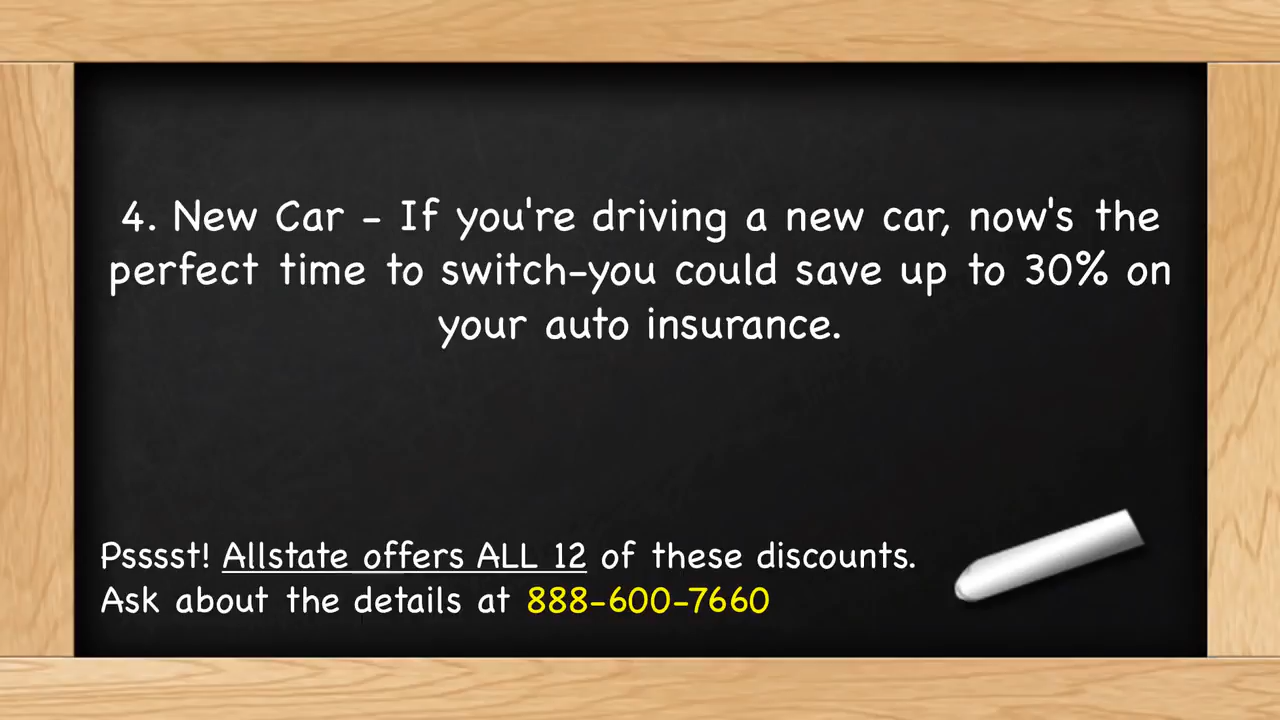 4. New Car - If you're driving a new car, now's the
perfect time to switch-you could save up to 30% on
your auto insurance.
Psssst! Allstate offers ALL 12 of these discounts.
Ask about the details at 888-600-7660